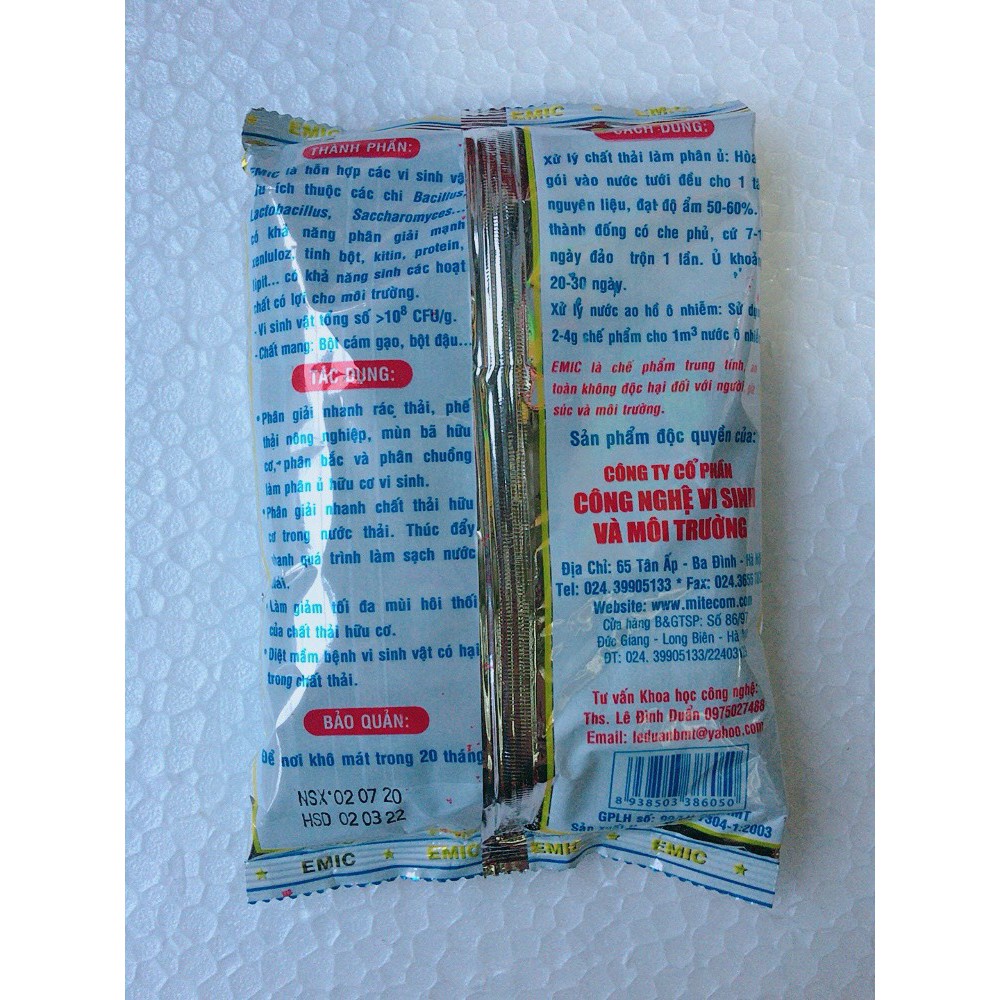 EMIC
THÀNH PHẦN:
EMIC là hỗn hợp các vi sinh vậ
ích thuộc các chi Bacillus,
Lactobacillus, Saccharomyces...
có khả năng phân giải mạnh
xenluloz, tinh bột, kitin, protein,
lipit... có khả năng sinh các hoạt
chất có lợi cho môi trường.
- Vi sinh vật tổng số >10⁸ CFU/g.
- Chất mang: Bột cám gạo, bột đậu...
TÁC DỤNG:
•Phân giải nhanh rác thải, phế
thải nông nghiệp, mùn bã hữu
cơ, phân bắc và phân chuồng
làm phân ủ hữu cơ vi sinh.
•Phân giải nhanh chất thải hữu
cơ trong nước thải. Thúc đẩy
nhanh quá trình làm sạch nước
thải.
•Làm giảm tối đa mùi hôi thối
của chất thải hữu cơ.
•Diệt mầm bệnh vi sinh vật có hại
trong chất thải.
BẢO QUẢN:
Để nơi khô mát trong 20 tháng
NSX 02 07 20
HSD 02 03 22
EMIC
EMIC
EMIC
CÁCH DÙNG:
xử lý chất thải làm phân ủ: Hòa
gói vào nước tưới đều cho 1 tấ
nguyên liệu, đạt độ ẩm 50-60%.
thành đống có che phủ, cứ 7-1
ngày đảo trộn 1 lần. Ủ khoản
20-30 ngày.
Xử lý nước ao hồ ô nhiễm: Sử dụ
2-4g chế phẩm cho 1m³ nước ô nhiễ
EMIC là chế phẩm trung tính,
toàn không độc hại đối với người,
súc và môi trường.
Sản phẩm độc quyền của:
CÔNG TY CỔ PHẦN
CÔNG NGHỆ VI SINH
VÀ MÔI TRƯỜNG
Địa Chỉ: 65 Tân Ấp - Ba Đình - Hà N
Tel: 024.39905133 * Fax: 024.3656
Website: www.mitecom.com
Cửa hàng B&GTSP: Số 86/97
Đức Giang - Long Biên - Hà
ĐT: 024. 39905133/224031
Tư vấn Khoa học công nghệ:
Ths. Lê Đình Duẩn 0975027488
Email: leduanbmt@yahoo.com
8 938503 386050
GPLH số:
7304-1:2003
EMIC
EMIC